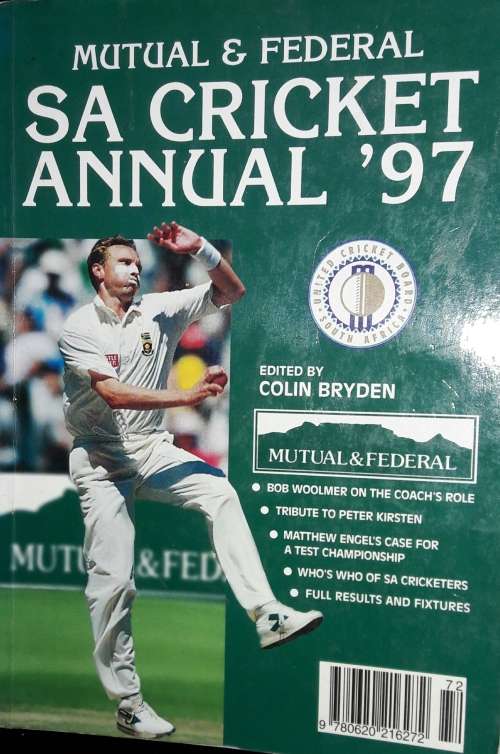 MUTUAL & FEDERAL
SA CRICKET
ANNUAL '97
UNITED CRICKET BOARD
SOUTH AFRICA
EDITED BY
COLIN BRYDEN
MUTUAL & FEDERAL
• BOB WOOLMER ON THE COACH'S ROLE
• TRIBUTE TO PETER KIRSTEN
• MATTHEW ENGEL'S CASE FOR
A TEST CHAMPIONSHIP
• WHO'S WHO OF SA CRICKETERS
• FULL RESULTS AND FIXTURES
MUTU & FED
72
9 780620 216272